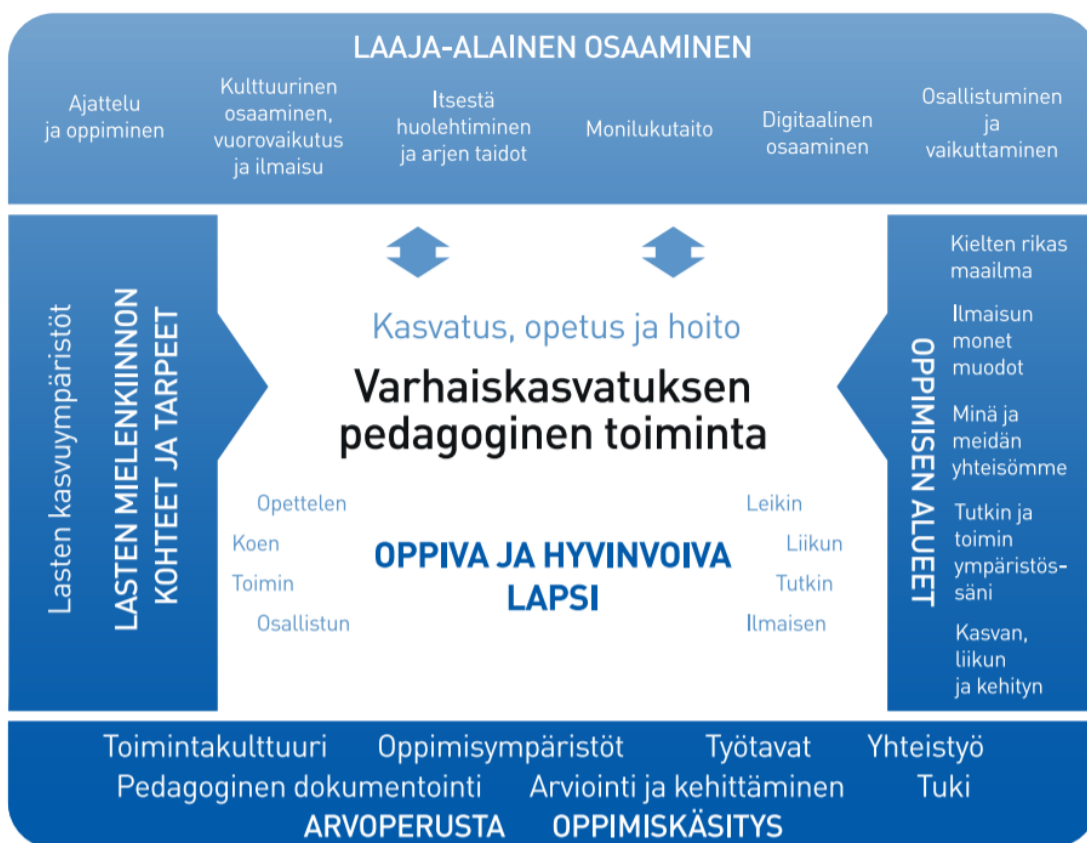 LAAJA-ALAINEN OSAAMINEN
Ajattelu
ja oppiminen
Kulttuurinen
osaaminen,
vuorovaikutus
ja ilmaisu
Itsestä
huolehtiminen
ja arjen taidot
Monilukutaito
Digitaalinen
osaaminen
Osallistuminen
ja
vaikuttaminen
Lasten kasvuympäristöt
LASTEN MIELENKIINNON
KOHTEET JA TARPEET
Kasvatus, opetus ja hoito
Varhaiskasvatuksen
pedagoginen toiminta
Opettelen
Koen
Toimin
Osallistun
OPPIVA JA HYVINVOIVA
LAPSI
Leikin
Liikun
Tutkin
Ilmaisen
OPPIMISEN ALUEET
Kielten rikas
maailma
Ilmaisun
monet
muodot
Minä ja
meidän
yhteisömme
Tutkin ja
toimin
ympäristös-
säni
Kasvan,
liikun
ja kehityn
Toimintakulttuuri Oppimisympäristöt Työtavat Yhteistyö
Pedagoginen dokumentointi Arviointi ja kehittäminen Tuki
ARVOPERUSTA OPPIMISKÄSITYS